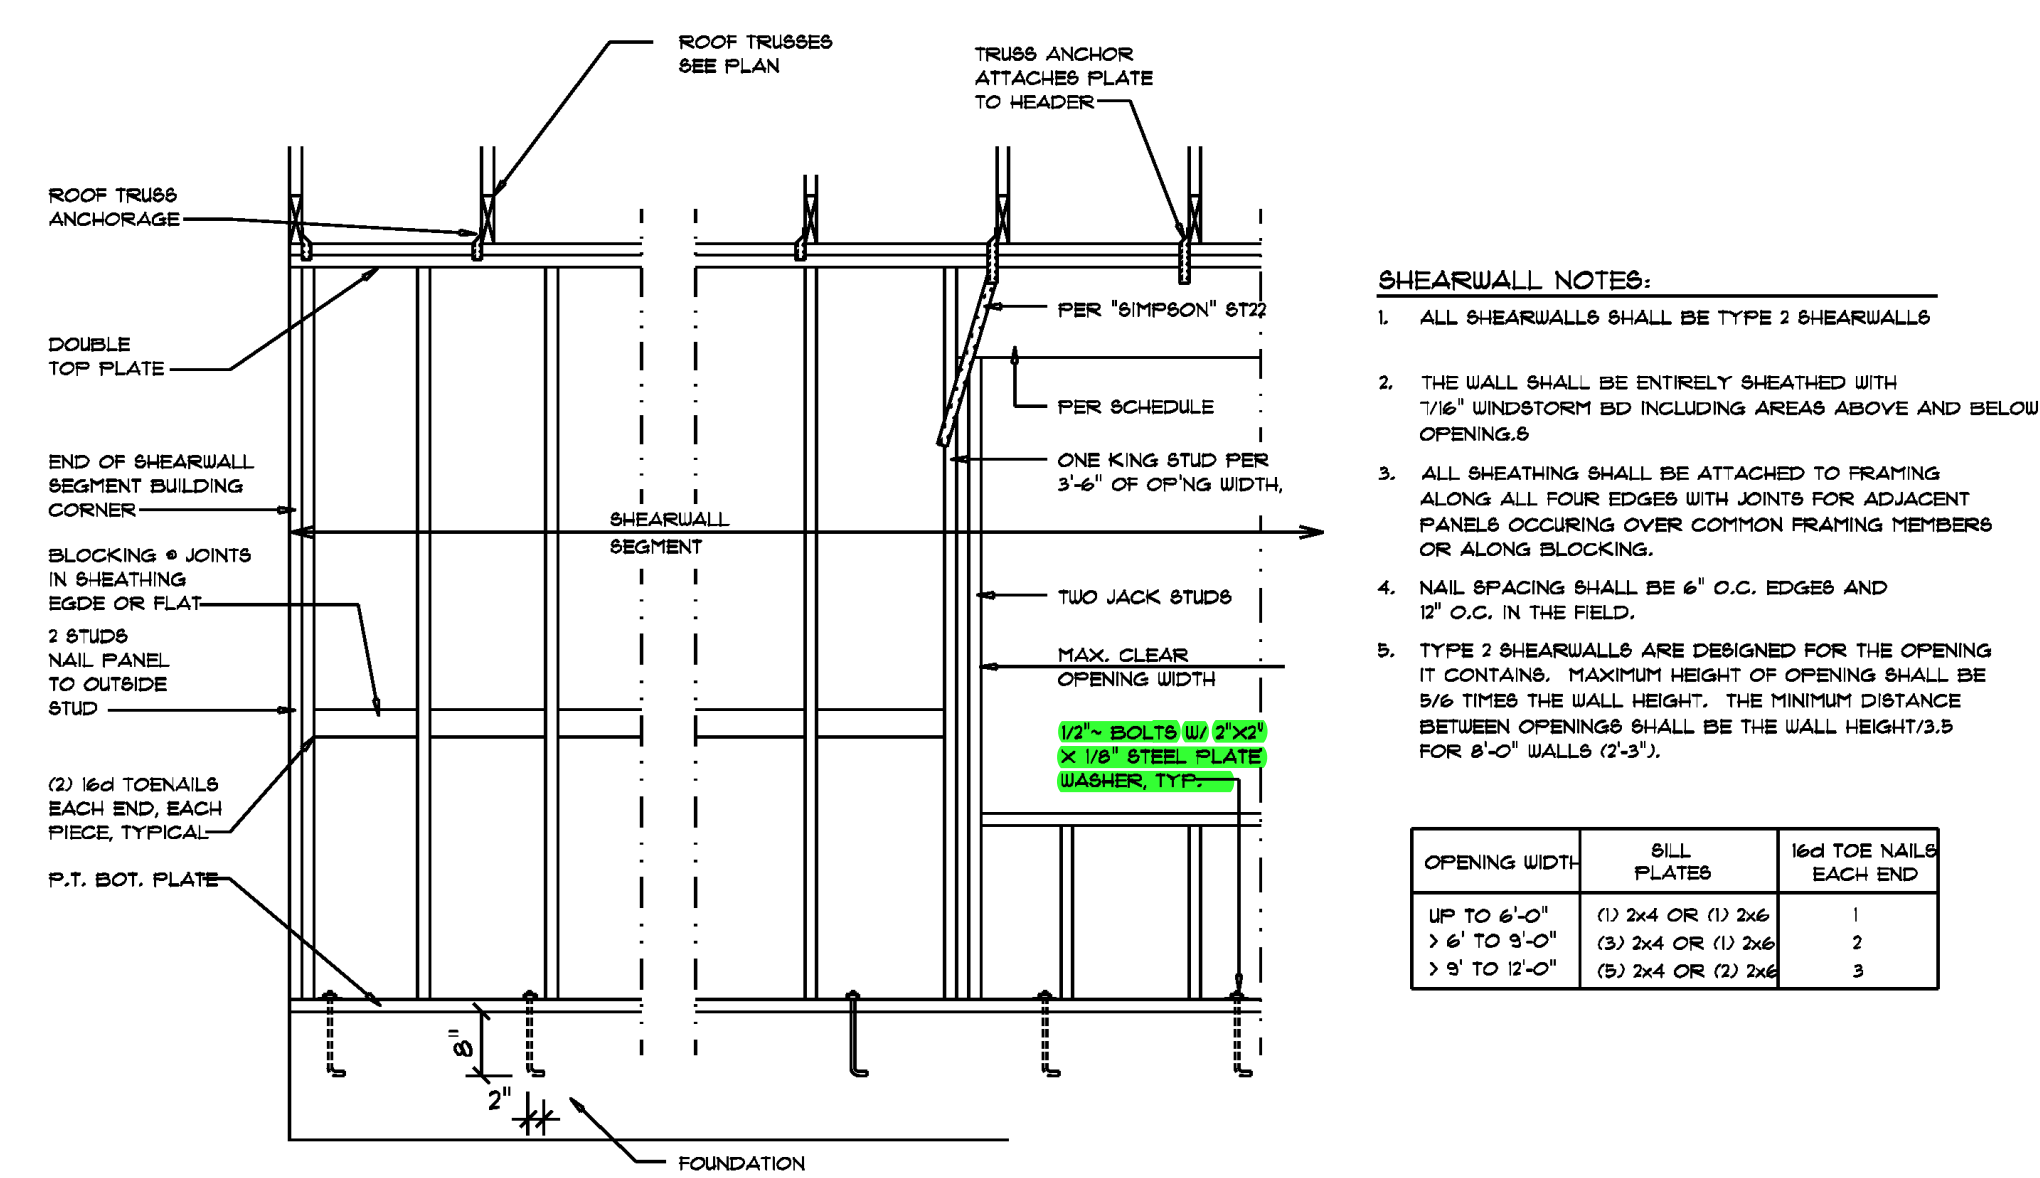 ROOF TRUSSES
SEE PLAN
TRUSS ANCHOR
ATTACHES PLATE
TO HEADER
ROOF TRUSS
ANCHORAGE
DOUBLE
TOP PLATE
END OF SHEARWALL
SEGMENT BUILDING
CORNER
BLOCKING @ JOINTS
IN SHEATHING
EGDE OR FLAT
2 STUDS
NAIL PANEL
TO OUTSIDE
STUD
(2) 16d TOENAILS
EACH END, EACH
PIECE, TYPICAL
P.T. BOT. PLATE
SHEARWALL
SEGMENT
PER "SIMPSON" ST22
PER SCHEDULE
ONE KING STUD PER
3'-6" OF OP'NG WIDTH,
TWO JACK STUDS
MAX. CLEAR
OPENING WIDTH
1/2"~ BOLTS W/ 2"X2"
X 1/8" STEEL PLATE
WASHER, TYP.
8"
2"
FOUNDATION
SHEARWALL NOTES:
1. ALL SHEARWALLS SHALL BE TYPE 2 SHEARWALLS
2. THE WALL SHALL BE ENTIRELY SHEATHED WITH
7/16" WINDSTORM BD INCLUDING AREAS ABOVE AND BELOW
OPENING.S
3. ALL SHEATHING SHALL BE ATTACHED TO FRAMING
ALONG ALL FOUR EDGES WITH JOINTS FOR ADJACENT
PANELS OCCURING OVER COMMON FRAMING MEMBERS
OR ALONG BLOCKING.
4. NAIL SPACING SHALL BE 6" O.C. EDGES AND
12" O.C. IN THE FIELD.
5. TYPE 2 SHEARWALLS ARE DESIGNED FOR THE OPENING
IT CONTAINS. MAXIMUM HEIGHT OF OPENING SHALL BE
5/6 TIMES THE WALL HEIGHT. THE MINIMUM DISTANCE
BETWEEN OPENINGS SHALL BE THE WALL HEIGHT/3.5
FOR 8'-0" WALLS (2'-3").
OPENING WIDTH
SILL
PLATES
16d TOE NAILS
EACH END
UP TO 6'-0" (1) 2x4 OR (1) 2x6 1
> 6' TO 9'-0" (3) 2x4 OR (1) 2x6 2
> 9' TO 12'-0" (5) 2x4 OR (2) 2x6 3